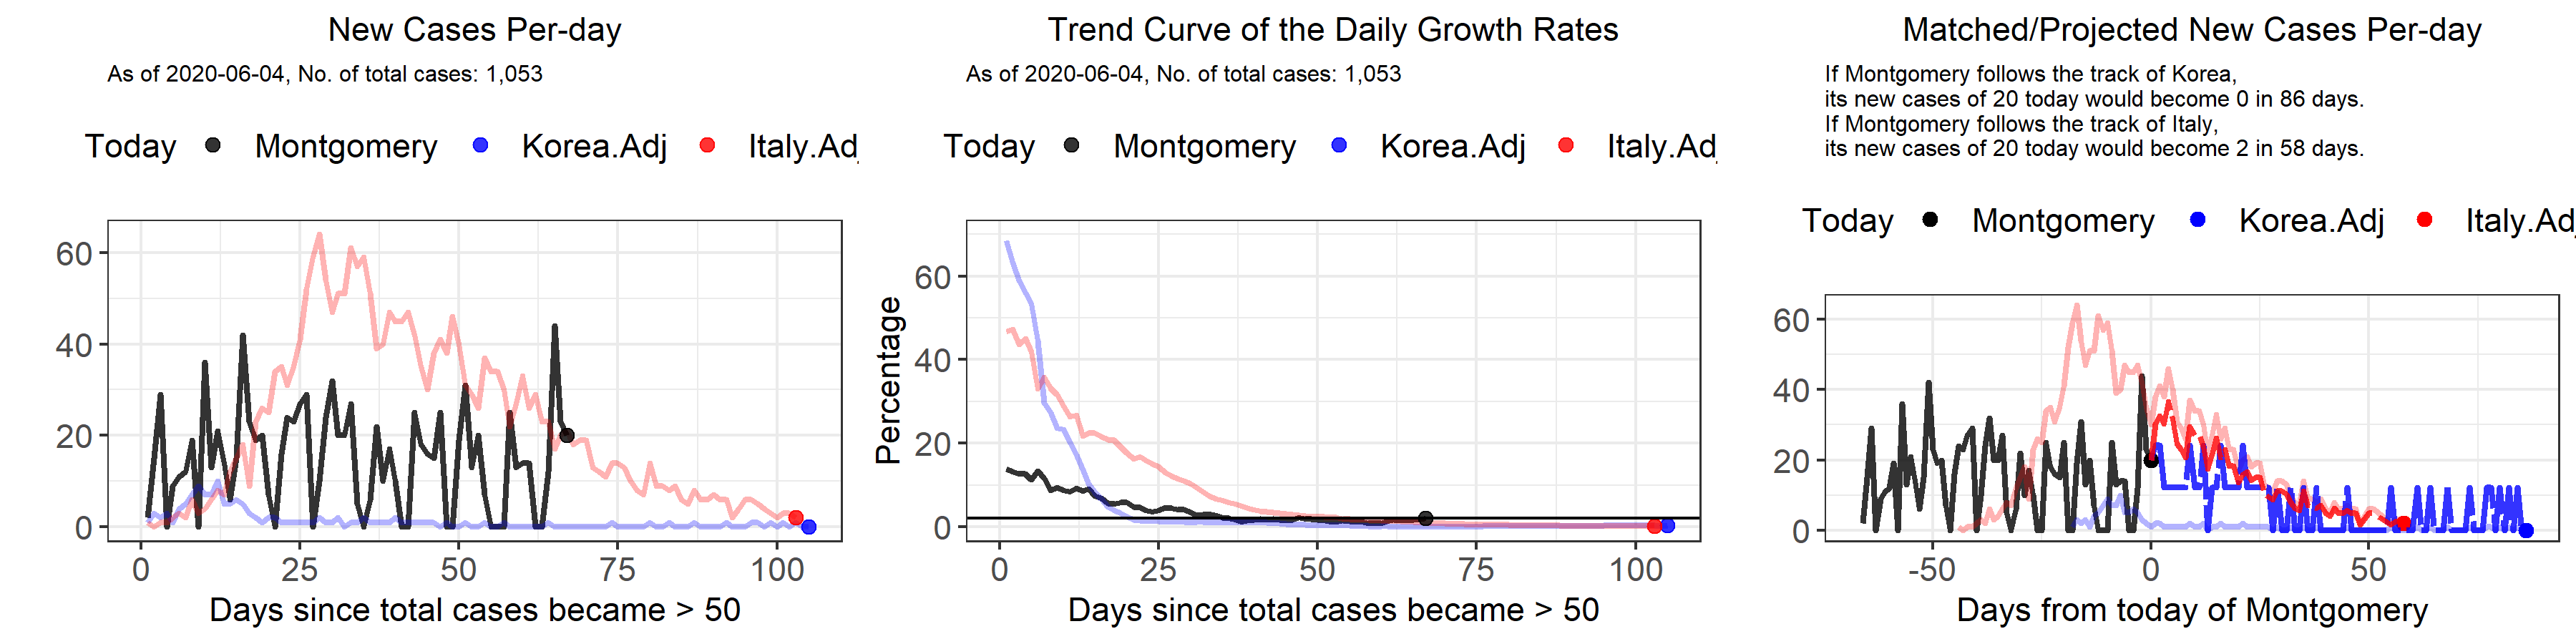 New Cases Per-day
As of 2020-06-04, No. of total cases: 1,053
Today Montgomery Korea.Adj Italy.Ad
60
40
20
0
0 25 50 75 100
Days since total cases became > 50
Trend Curve of the Daily Growth Rates
As of 2020-06-04, No. of total cases: 1,053
Today Montgomery Korea.Adj Italy.Ad
Percentage
60
40
20
0
0 25 50 75 100
Days since total cases became > 50
Matched/Projected New Cases Per-day
If Montgomery follows the track of Korea,
its new cases of 20 today would become 0 in 86 days.
If Montgomery follows the track of Italy,
its new cases of 20 today would become 2 in 58 days.
Today Montgomery Korea.Adj Italy.Ad
60
40
20
0
-50 0 50
Days from today of Montgomery